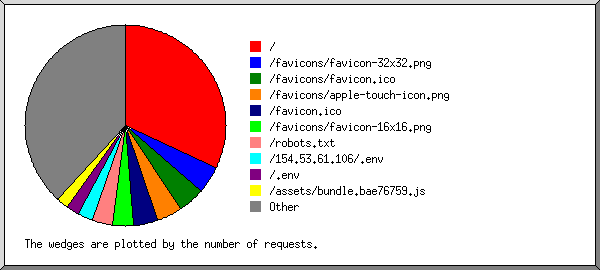 /
/favicons/favicon-32x32.png
/favicons/favicon.ico
/favicons/apple-touch-icon.png
/favicon.ico
/favicons/favicon-16x16.png
/robots.txt
/154.53.61.106/.env
/.env
/assets/bundle.bae76759.js
Other
The wedges are plotted by the number of requests.